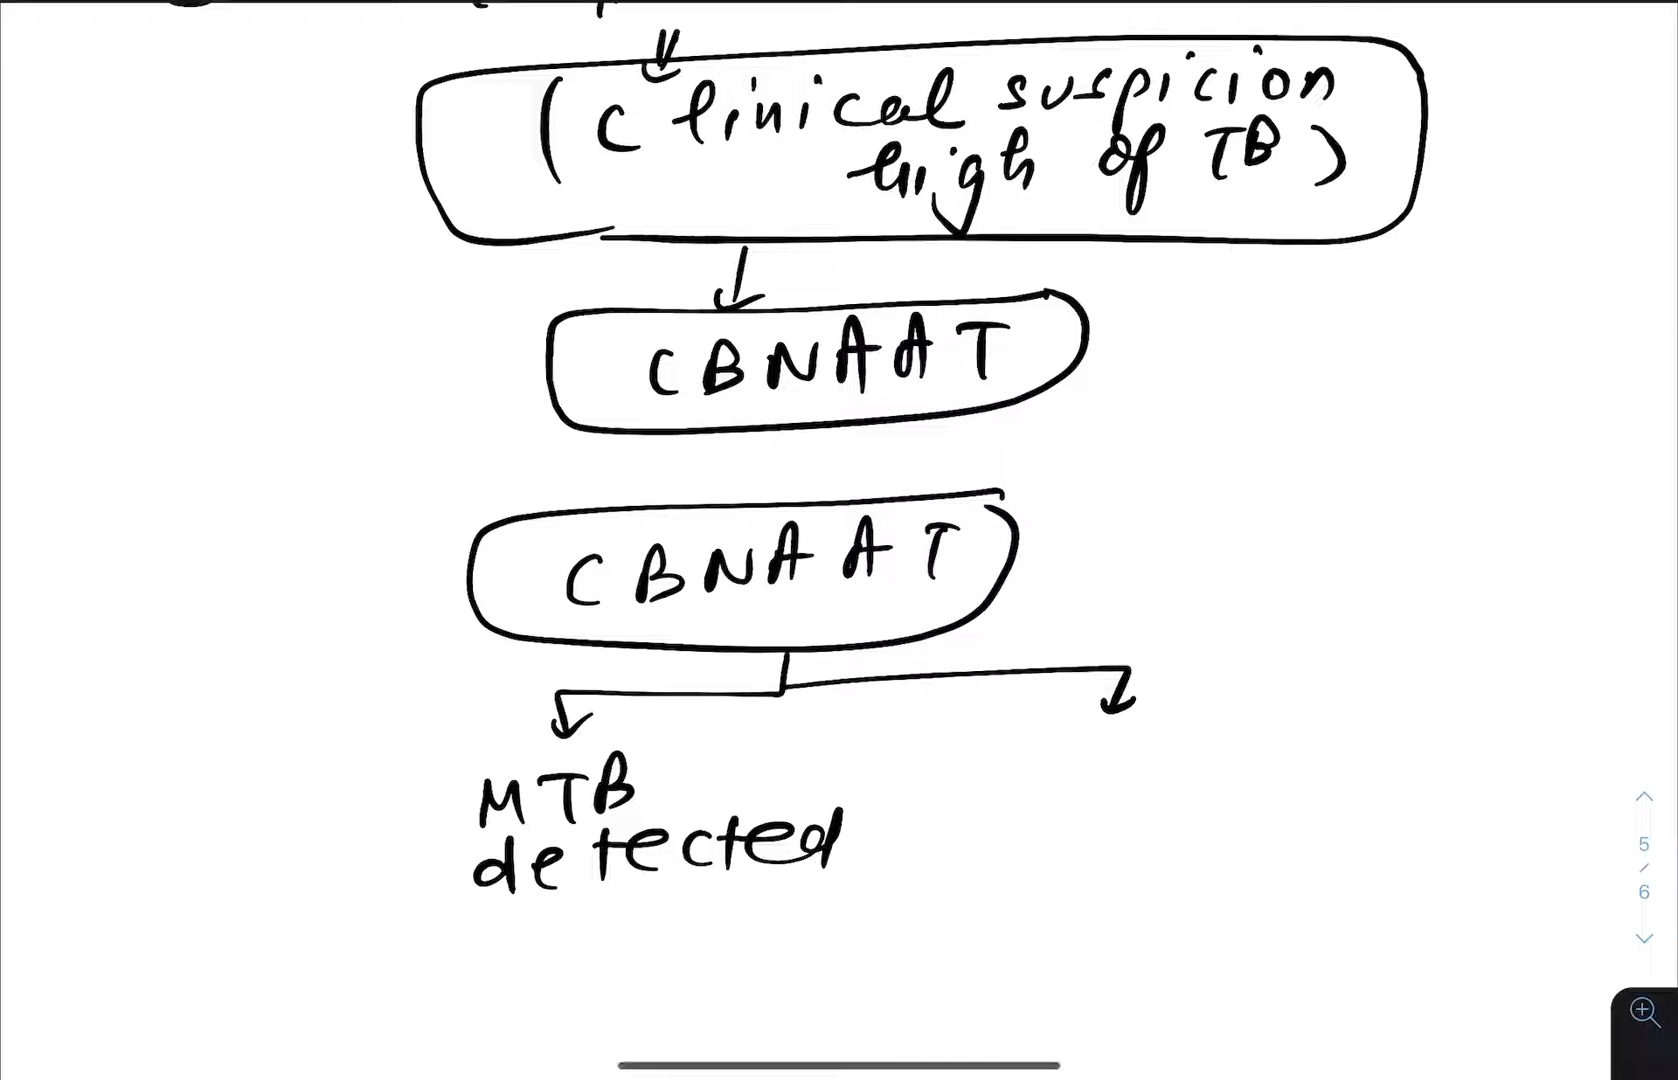 (Clinical suspicion
high of TB)
CBNAAT
CBNAAT
MTB
detected
5
/
6